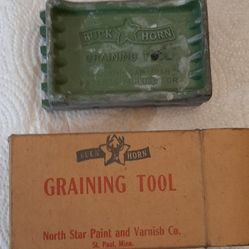 BUCK HORN
GRAINING TOOL
BUCK HORN
GRAINING TOOL
North Star Paint and Varnish Co.
St. Paul, Minn.